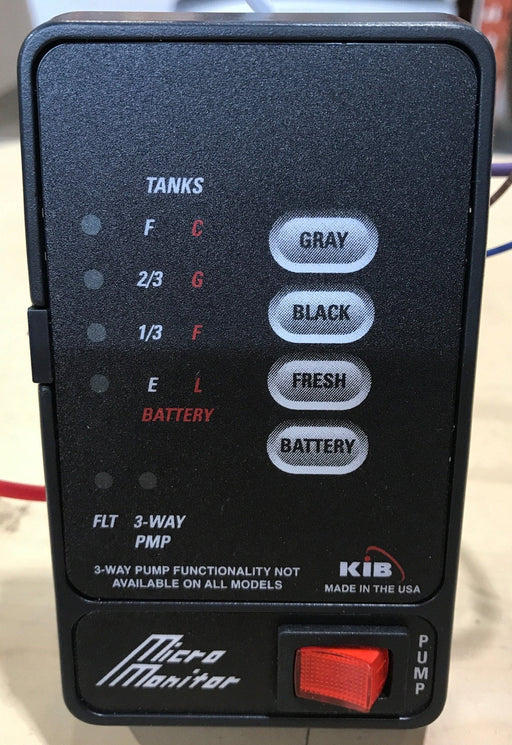 TANKS
F C
2/3 G
1/3 F
E L
BATTERY
GRAY
BLACK
FRESH
BATTERY
FLT 3-WAY
PMP
3-WAY PUMP FUNCTIONALITY NOT
AVAILABLE ON ALL MODELS
KIB
MADE IN THE USA
Micro
Monitor
PUMP